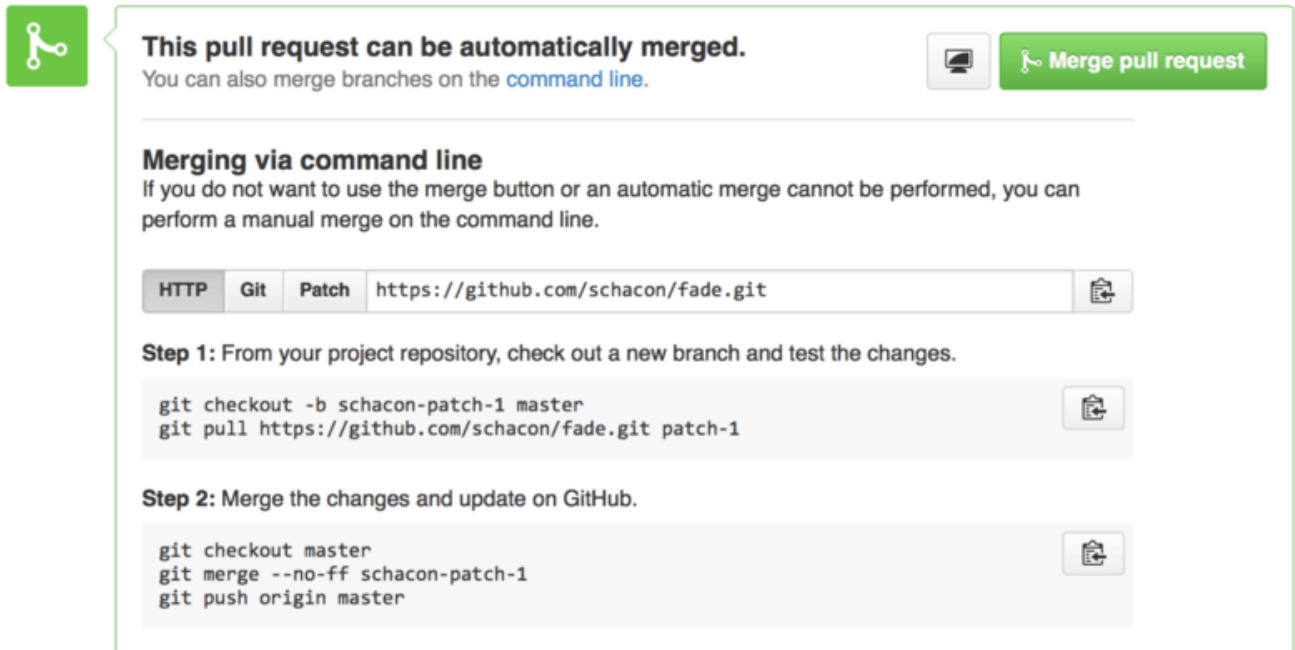 This pull request can be automatically merged.
You can also merge branches on the command line.
Merge pull request
Merging via command line
If you do not want to use the merge button or an automatic merge cannot be performed, you can
perform a manual merge on the command line.
HTTP Git Patch https://github.com/schacon/fade.git
Step 1: From your project repository, check out a new branch and test the changes.
git checkout -b schacon-patch-1 master
git pull https://github.com/schacon/fade.git patch-1
Step 2: Merge the changes and update on GitHub.
git checkout master
git merge --no-ff schacon-patch-1
git push origin master